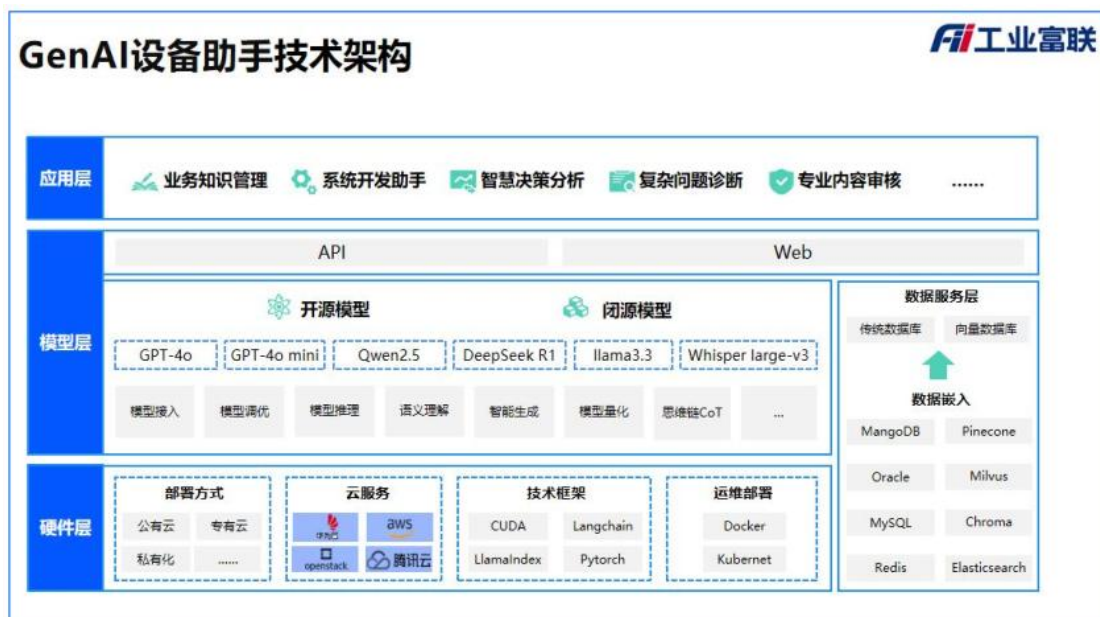 GenAI设备助手技术架构
Fii工业富联
应用层
业务知识管理
系统开发助手
智慧决策分析
复杂问题诊断
专业内容审核
......
模型层
API
Web
开源模型
闭源模型
GPT-4o
GPT-4o mini
Qwen2.5
DeepSeek R1
llama3.3
Whisper large-v3
模型接入
模型调优
模型推理
语义理解
智能生成
模型量化
思维链CoT
...
数据服务层
传统数据库
向量数据库
数据嵌入
MangoDB
Pinecone
Oracle
Milvus
MySQL
Chroma
Redis
Elasticsearch
硬件层
部署方式
公有云
专有云
私有化
......
云服务
华为云
aws
openstack
腾讯云
技术框架
CUDA
Langchain
LlamaIndex
Pytorch
运维部署
Docker
Kubernet